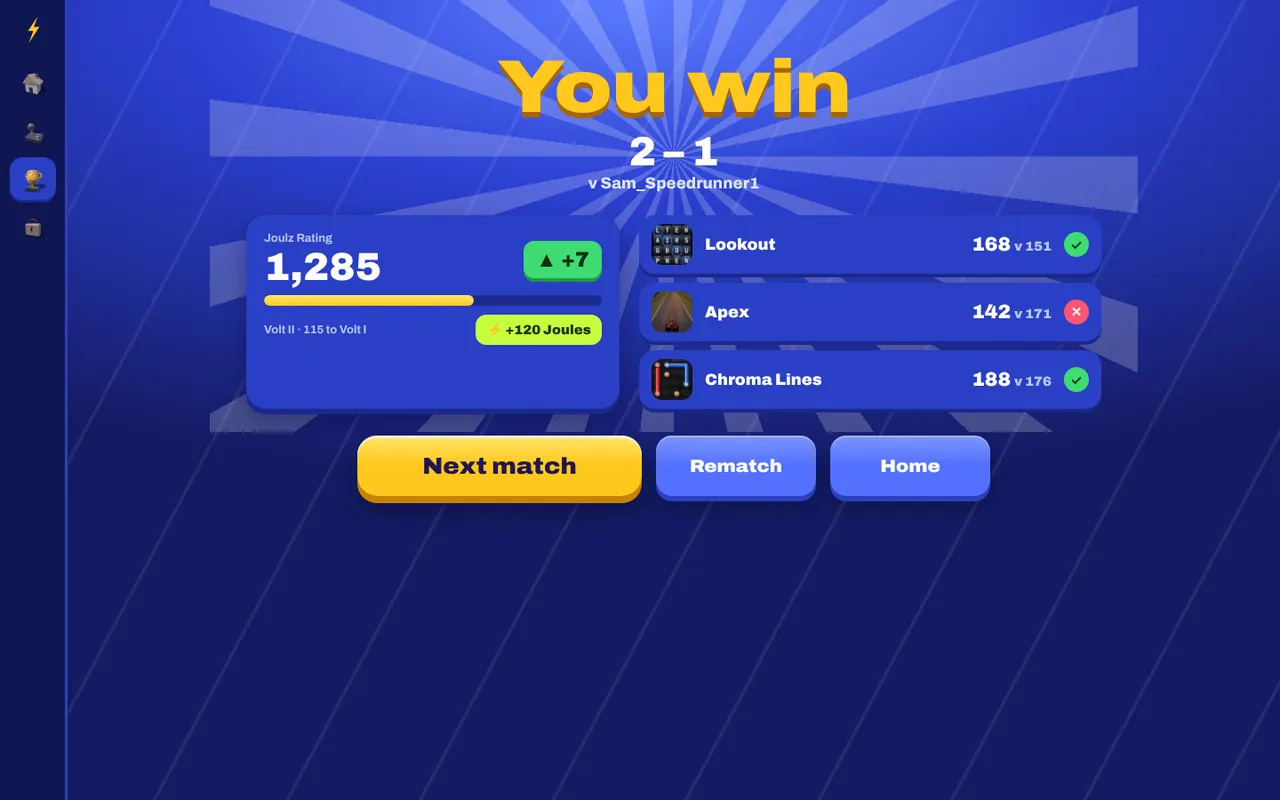 You win
2 – 1
v Sam_Speedrunner1
Joulz Rating
1,285
▲ +7
Volt II · 115 to Volt I
⚡ +120 Joules
Lookout
168 v 151
Apex
142 v 171
Chroma Lines
188 v 176
Next match
Rematch
Home